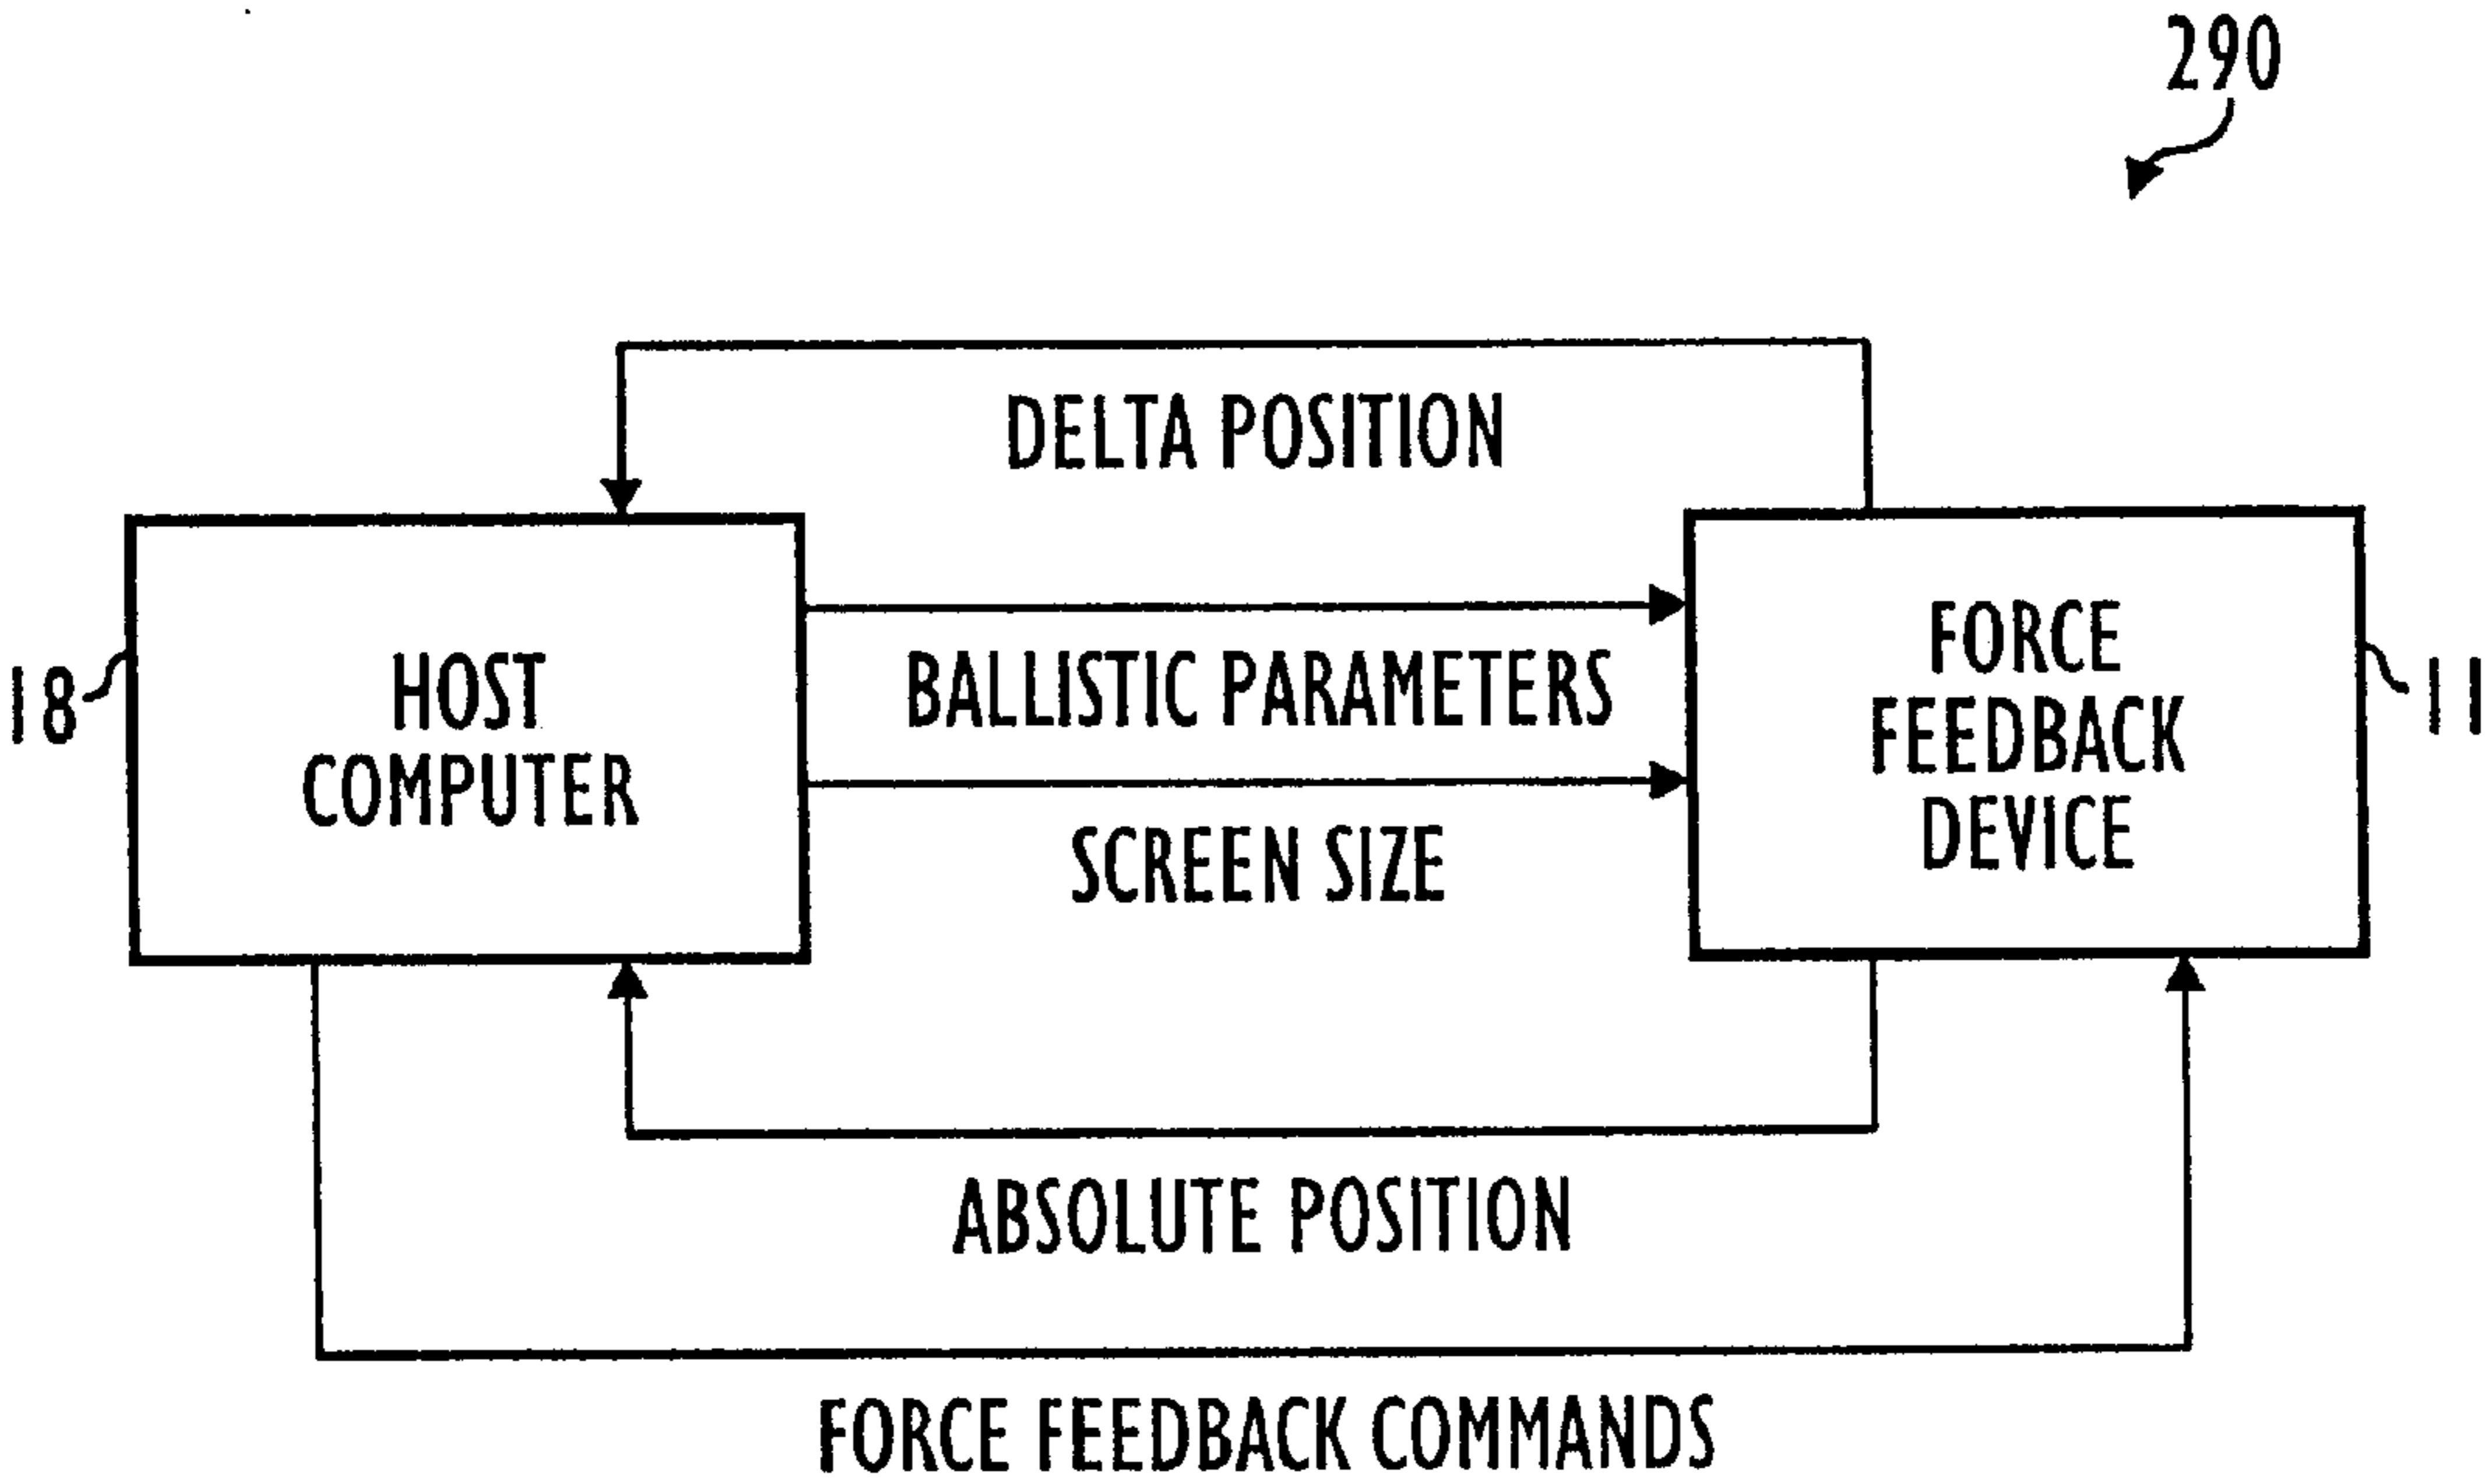 290
DELTA POSITION
18
HOST
COMPUTER
BALLISTIC PARAMETERS
SCREEN SIZE
FORCE
FEEDBACK
DEVICE
11
ABSOLUTE POSITION
FORCE FEEDBACK COMMANDS